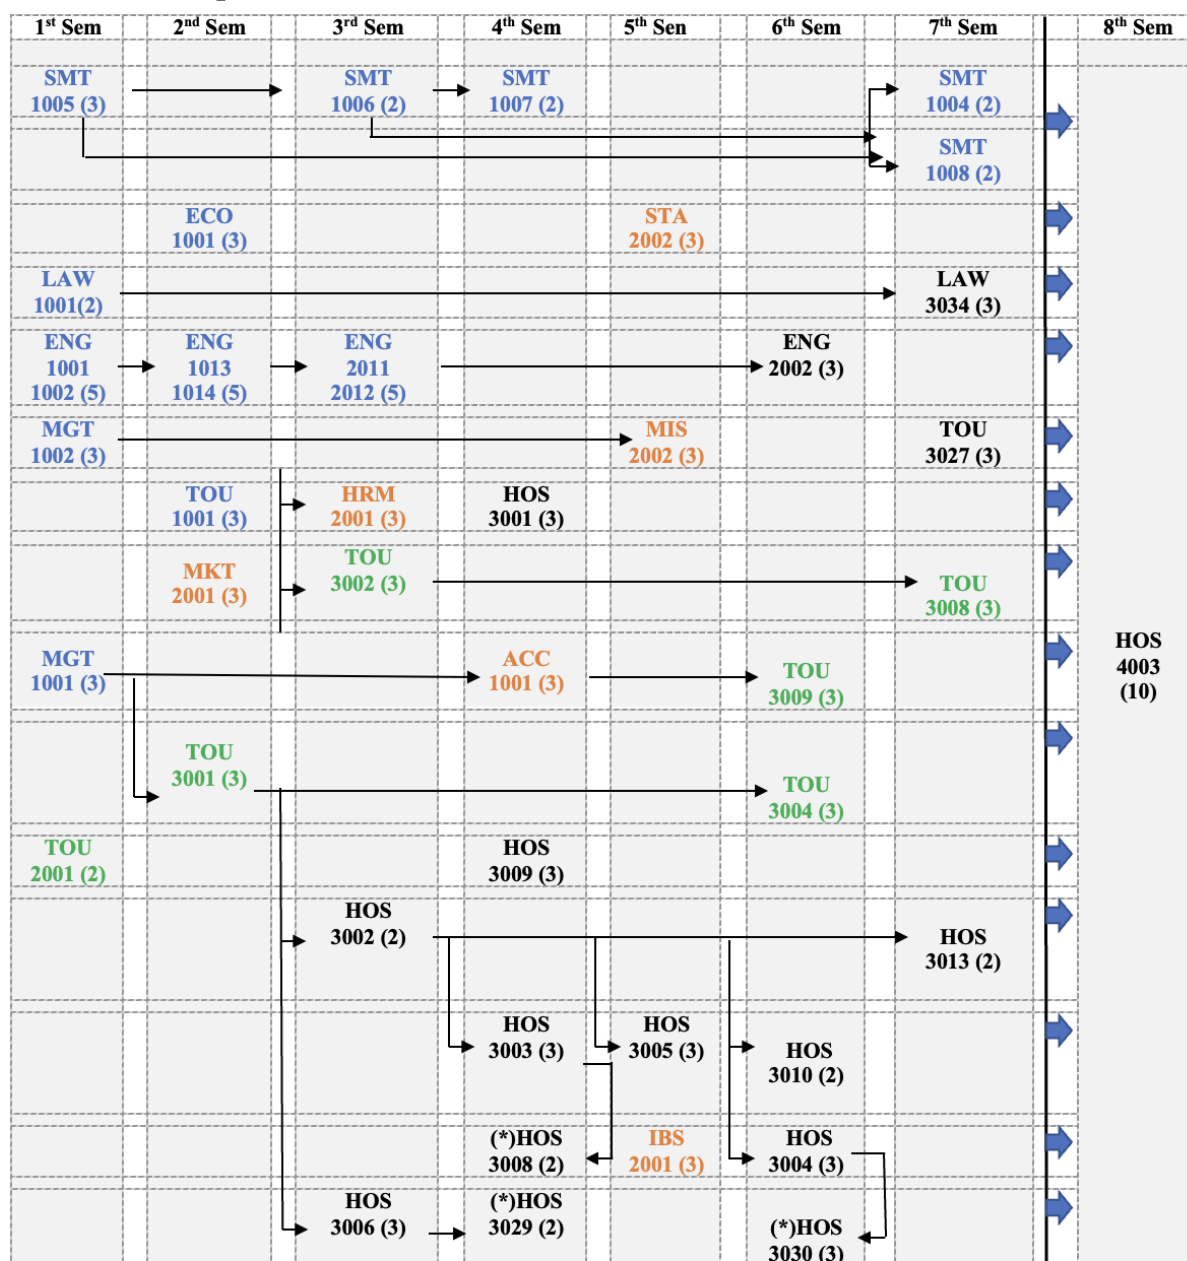 1st Sem 2nd Sem 3rd Sem 4th Sem 5th Sen 6th Sem 7th Sem 8th Sem
SMT SMT SMT SMT
1005 (3) 1006 (2) 1007 (2) 1004 (2)
SMT
1008 (2)
ECO STA
1001 (3) 2002 (3)
LAW LAW
1001(2) 3034 (3)
ENG ENG ENG ENG
1001 1013 2011 2002 (3)
1002 (5) 1014 (5) 2012 (5)
MGT MIS TOU
1002 (3) 2002 (3) 3027 (3)
TOU HRM HOS
1001 (3) 2001 (3) 3001 (3)
MKT TOU TOU
2001 (3) 3002 (3) 3008 (3)
MGT ACC TOU
1001 (3) 1001 (3) 3009 (3)
HOS
4003
(10)
TOU TOU
3001 (3) 3004 (3)
TOU HOS
2001 (2) 3009 (3)
HOS HOS
3002 (2) 3013 (2)
HOS HOS HOS
3003 (3) 3005 (3) 3010 (2)
(*)HOS IBS HOS
3008 (2) 2001 (3) 3004 (3)
HOS (*)HOS (*)HOS
3006 (3) 3029 (2) 3030 (3)